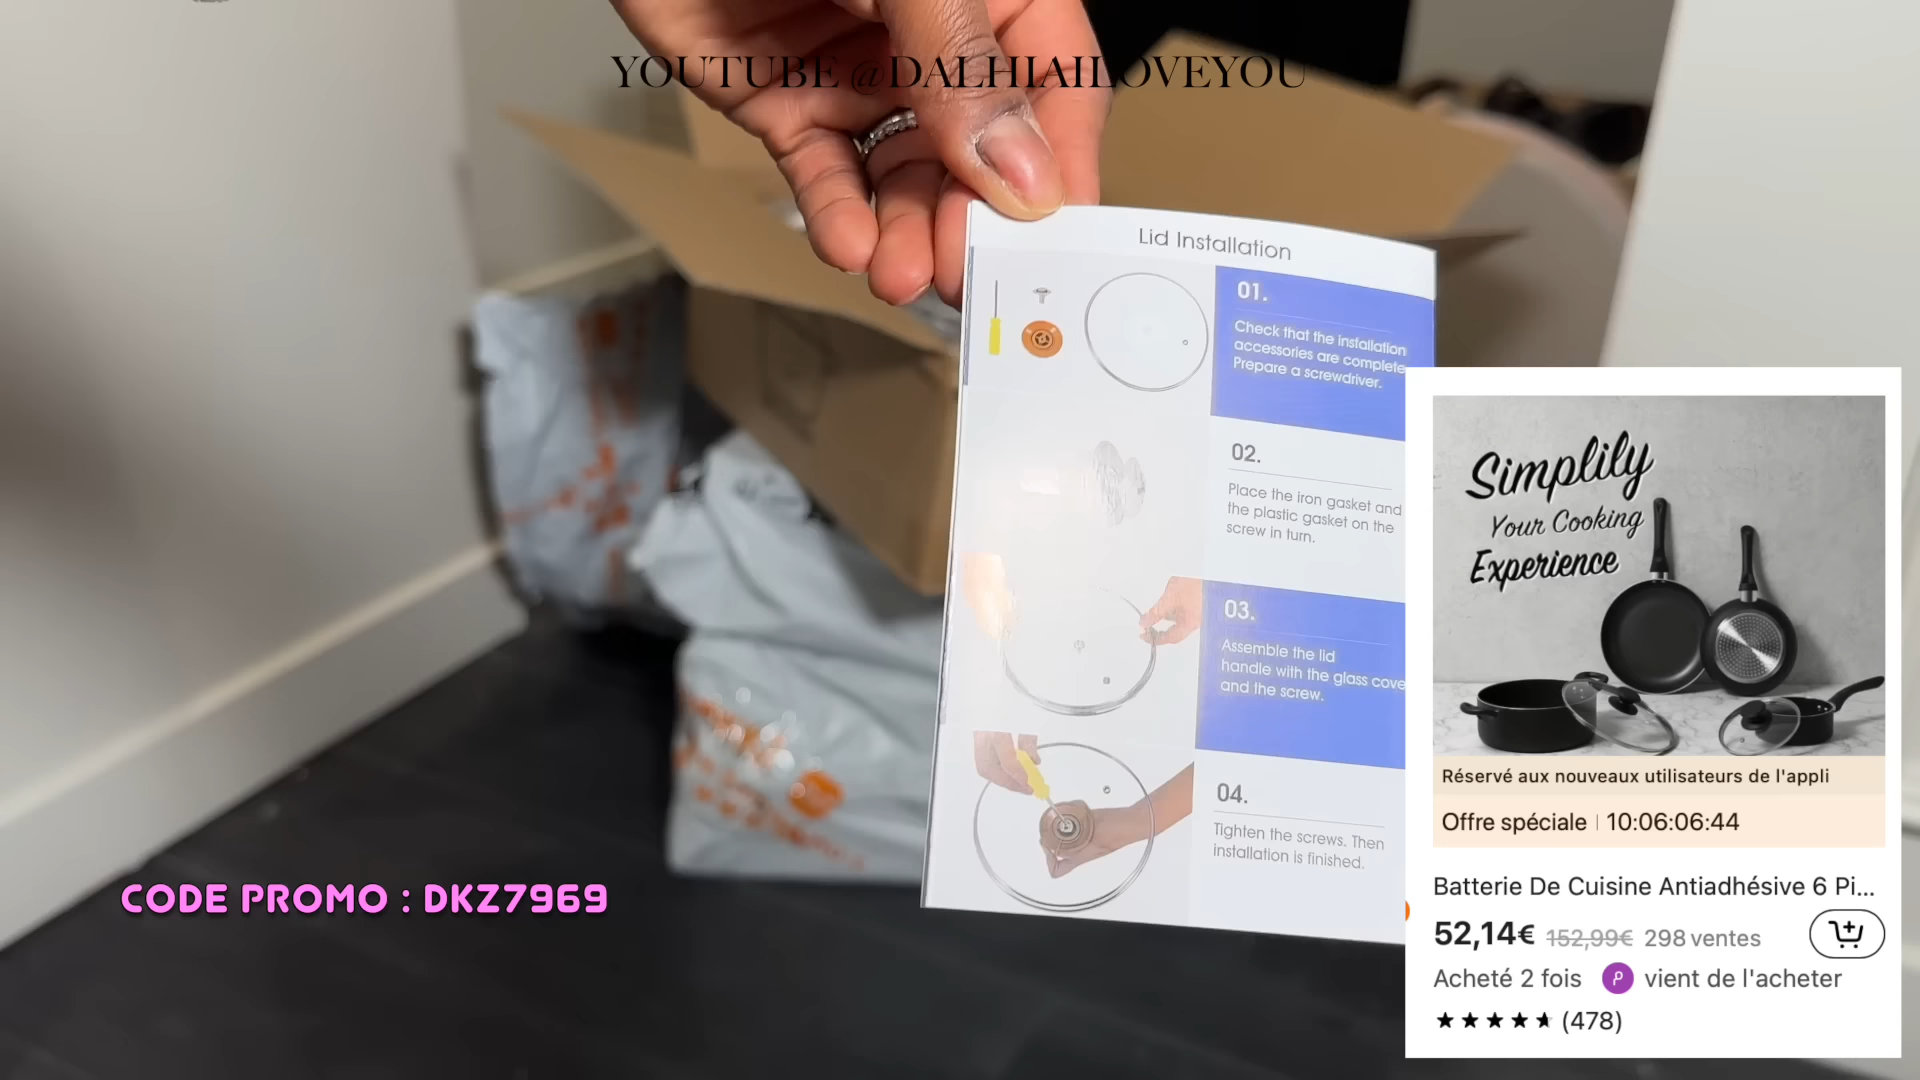 YOUTUBE @DALHIAILOVEYOU
Lid Installation
01.
Check that the installation
accessories are complete
Prepare a screwdriver.
02.
Place the iron gasket and
the plastic gasket on the
screw in turn.
03.
Assemble the lid
handle with the glass cove
and the screw.
04.
Tighten the screws. Then
installation is finished.
CODE PROMO : DKZ7969
Simplily
Your Cooking
Experience
Réservé aux nouveaux utilisateurs de l'appli
Offre spéciale | 10:06:06:44
Batterie De Cuisine Antiadhésive 6 Pi...
52,14€ 152,99€ 298 ventes
Acheté 2 fois P vient de l'acheter
(478)